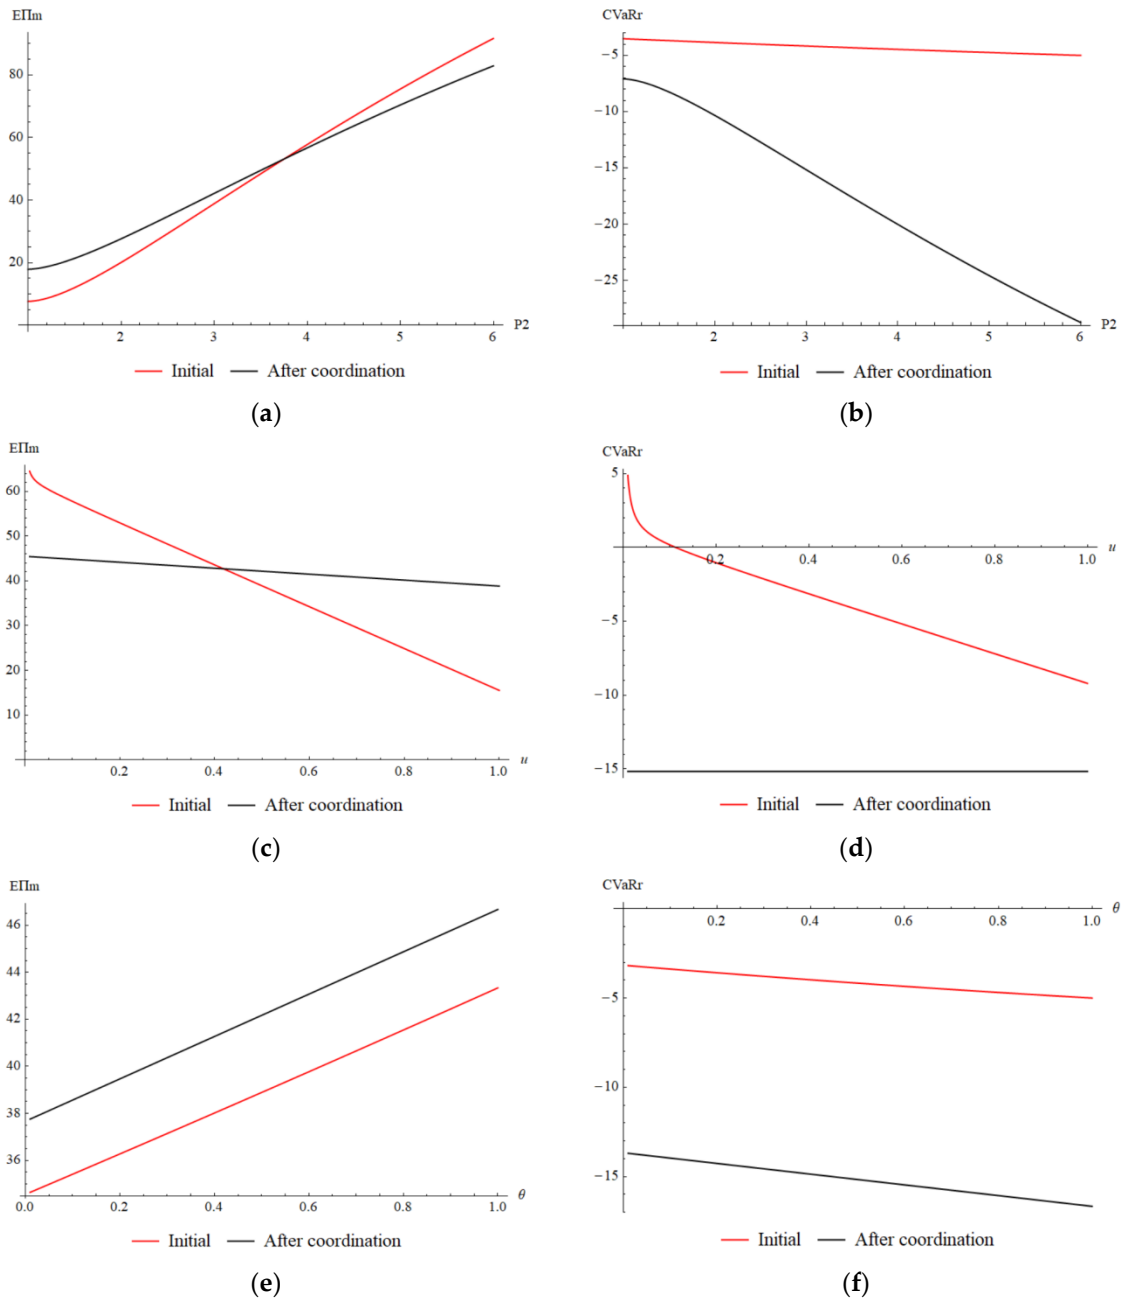 EΠm
80
60
40
20
2
3
4
5
6
P2
Initial
After coordination
(a)
CVaRr
−5
−10
−15
−20
−25
2
3
4
5
6
P2
Initial
After coordination
(b)
EΠm
60
50
40
30
20
10
0.2
0.4
0.6
0.8
1.0
u
Initial
After coordination
(c)
CVaRr
5
0.2
0.4
0.6
0.8
1.0
u
−5
−10
−15
Initial
After coordination
(d)
EΠm
46
44
42
40
38
36
0.0
0.2
0.4
0.6
0.8
1.0
θ
Initial
After coordination
(e)
CVaRr
0.2
0.4
0.6
0.8
1.0
θ
−5
−10
−15
Initial
After coordination
(f)